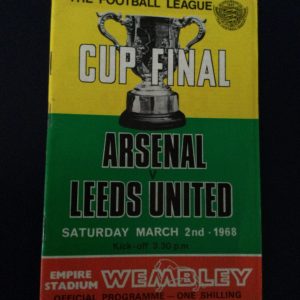 THE FOOTBALL LEAGUE
CUP FINAL
ARSENAL
v
LEEDS UNITED
SATURDAY MARCH 2nd - 1968
Kick-off 3.30 p.m.
EMPIRE STADIUM WEMBLEY
OFFICIAL PROGRAMME — ONE SHILLING